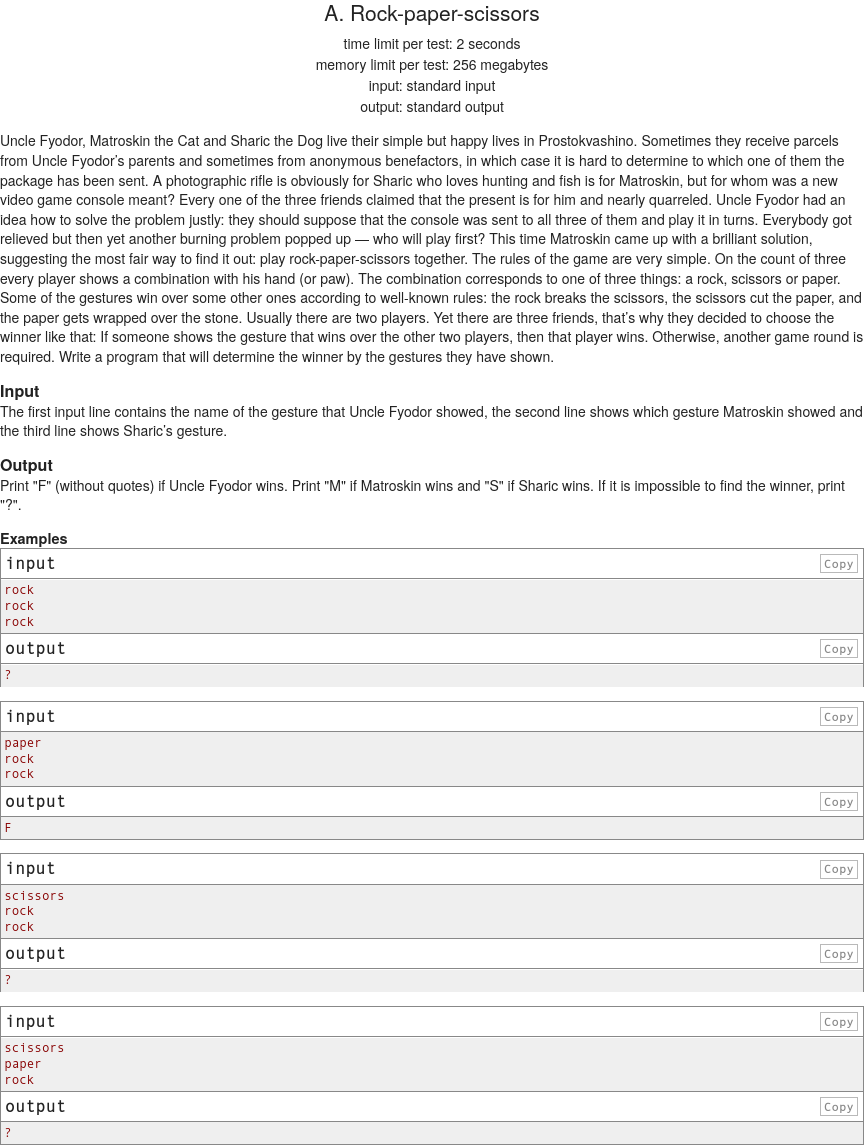 A. Rock-paper-scissors
time limit per test: 2 seconds
memory limit per test: 256 megabytes
input: standard input
output: standard output
Uncle Fyodor, Matroskin the Cat and Sharic the Dog live their simple but happy lives in Prostokvashino. Sometimes they receive parcels
from Uncle Fyodor’s parents and sometimes from anonymous benefactors, in which case it is hard to determine to which one of them the
package has been sent. A photographic rifle is obviously for Sharic who loves hunting and fish is for Matroskin, but for whom was a new
video game console meant? Every one of the three friends claimed that the present is for him and nearly quarreled. Uncle Fyodor had an
idea how to solve the problem justly: they should suppose that the console was sent to all three of them and play it in turns. Everybody got
relieved but then yet another burning problem popped up — who will play first? This time Matroskin came up with a brilliant solution,
suggesting the most fair way to find it out: play rock-paper-scissors together. The rules of the game are very simple. On the count of three
every player shows a combination with his hand (or paw). The combination corresponds to one of three things: a rock, scissors or paper.
Some of the gestures win over some other ones according to well-known rules: the rock breaks the scissors, the scissors cut the paper, and
the paper gets wrapped over the stone. Usually there are two players. Yet there are three friends, that’s why they decided to choose the
winner like that: If someone shows the gesture that wins over the other two players, then that player wins. Otherwise, another game round is
required. Write a program that will determine the winner by the gestures they have shown.
Input
The first input line contains the name of the gesture that Uncle Fyodor showed, the second line shows which gesture Matroskin showed and
the third line shows Sharic’s gesture.
Output
Print "F" (without quotes) if Uncle Fyodor wins. Print "M" if Matroskin wins and "S" if Sharic wins. If it is impossible to find the winner, print
"?".
Examples
input Copy
rock
rock
rock
output Copy
?
input Copy
paper
rock
rock
output Copy
F
input Copy
scissors
rock
rock
output Copy
?
input Copy
scissors
paper
rock
output Copy
?